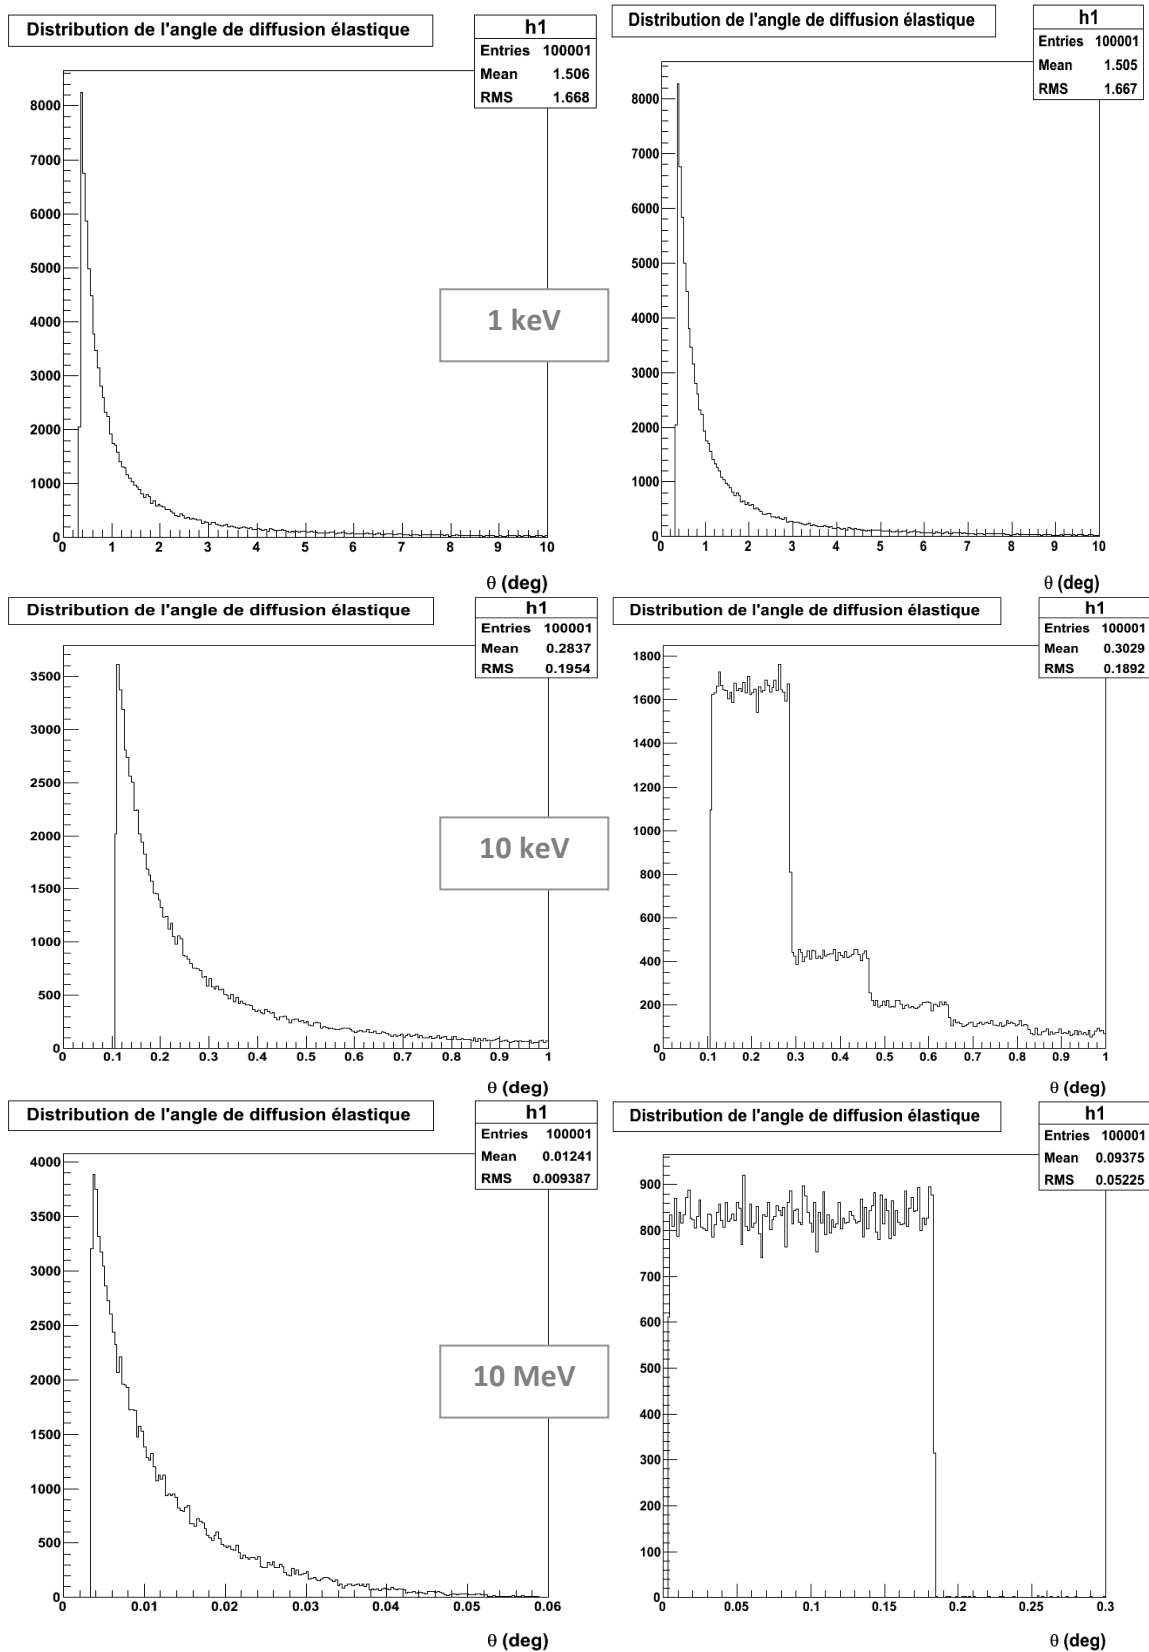 Distribution de l'angle de diffusion élastique
h1
Entries 100001
Mean 1.506
RMS 1.668
8000
7000
6000
5000
4000
3000
2000
1000
0
0 1 2 3 4 5 6 7 8 9 10
θ (deg)
Distribution de l'angle de diffusion élastique
h1
Entries 100001
Mean 1.505
RMS 1.667
8000
7000
6000
5000
4000
3000
2000
1000
0
0 1 2 3 4 5 6 7 8 9 10
θ (deg)
1 keV
Distribution de l'angle de diffusion élastique
h1
Entries 100001
Mean 0.2837
RMS 0.1954
3500
3000
2500
2000
1500
1000
500
0
0 0.1 0.2 0.3 0.4 0.5 0.6 0.7 0.8 0.9 1
θ (deg)
Distribution de l'angle de diffusion élastique
h1
Entries 100001
Mean 0.3029
RMS 0.1892
1800
1600
1400
1200
1000
800
600
400
200
0
0 0.1 0.2 0.3 0.4 0.5 0.6 0.7 0.8 0.9 1
θ (deg)
10 keV
Distribution de l'angle de diffusion élastique
h1
Entries 100001
Mean 0.01241
RMS 0.009387
4000
3500
3000
2500
2000
1500
1000
500
0
0 0.01 0.02 0.03 0.04 0.05 0.06
θ (deg)
Distribution de l'angle de diffusion élastique
h1
Entries 100001
Mean 0.09375
RMS 0.05225
900
800
700
600
500
400
300
200
100
0
0 0.05 0.1 0.15 0.2 0.25 0.3
θ (deg)
10 MeV